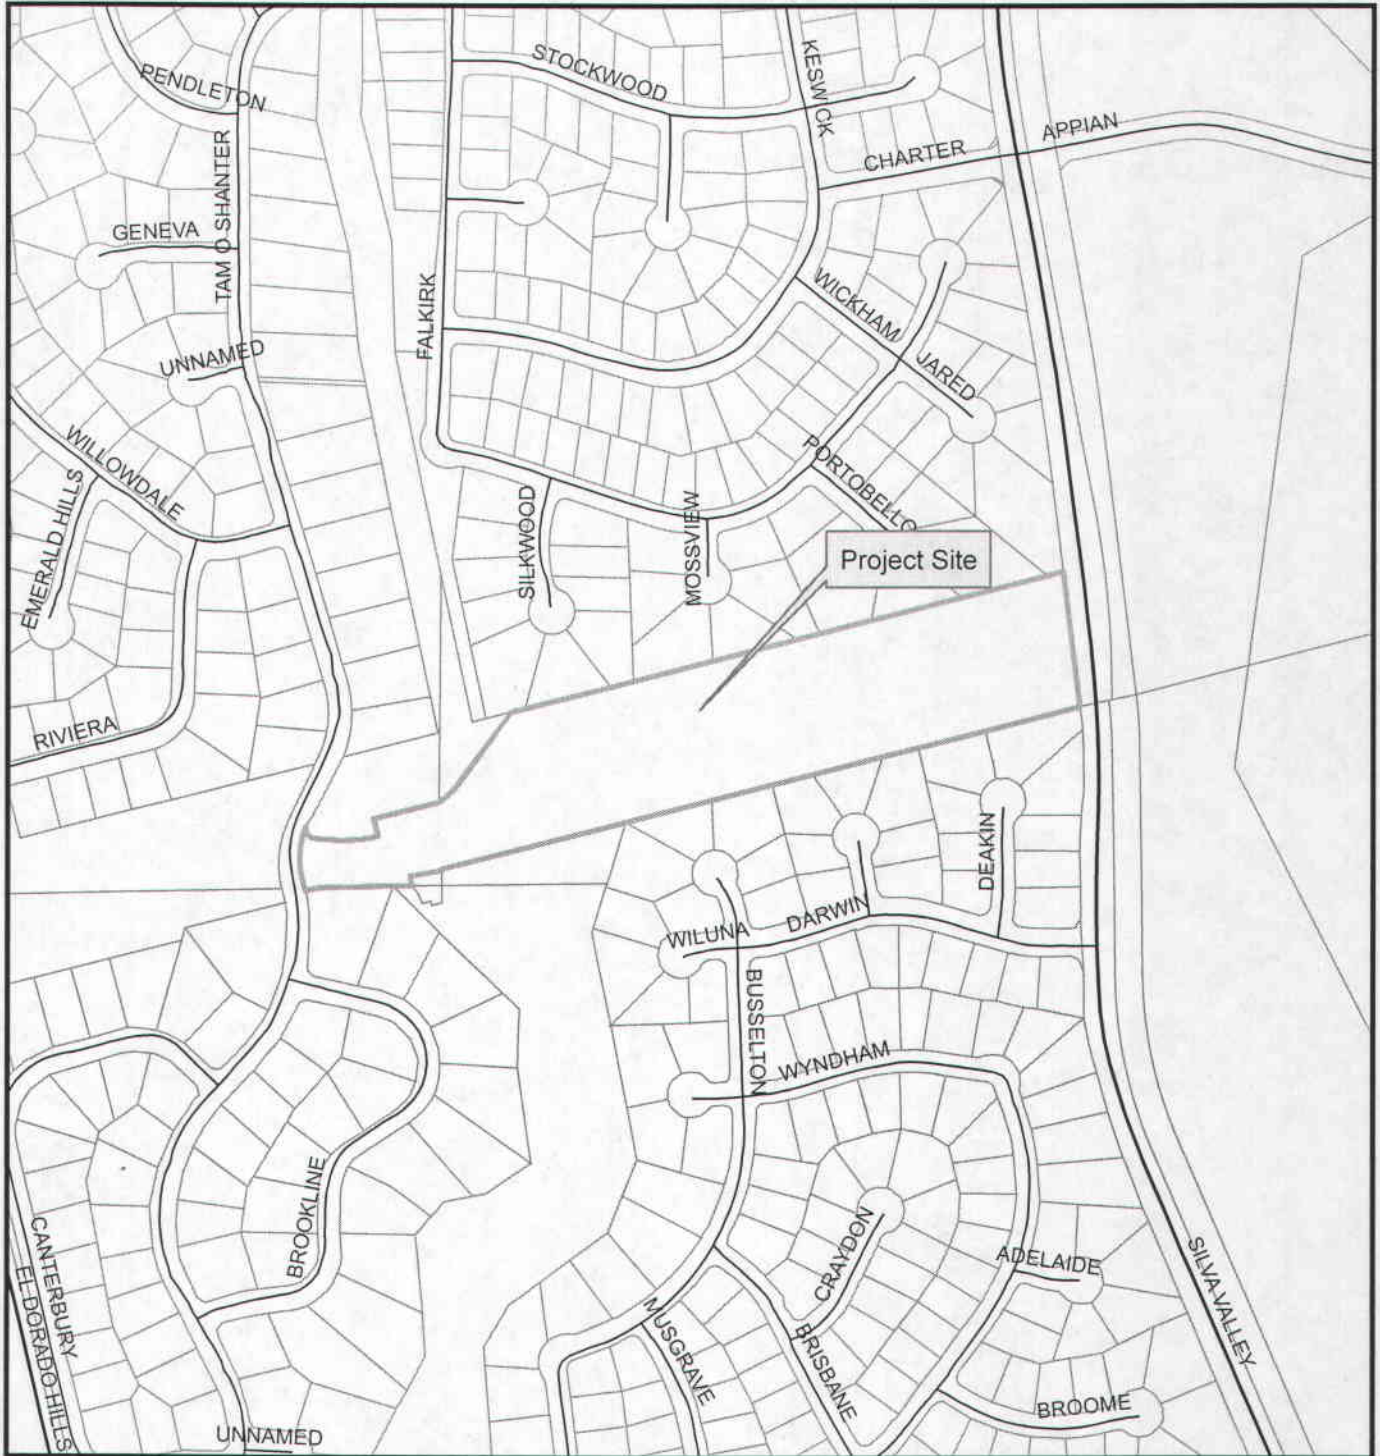 STOCKWOOD
KESWICK
PENDLETON
APPIAN
CHARTER
TAM O SHANTER
GENEVA
FALKIRK
WICKHAM
UNNAMED
JARED
WILLOWDALE
PORTOBELLO
EMERALD HILLS
SILKWOOD
MOSSVIEW
Project Site
RIVIERA
DEAKIN
DARWIN
WILUNA
BUSSELTON
WYNDHAM
BROOKLINE
CRAYDON
ADELAIDE
CANTERBURY
EL DORADO HILLS
SILVA VALLEY
MUSGRAVE
BRISBANE
BROOME
UNNAMED